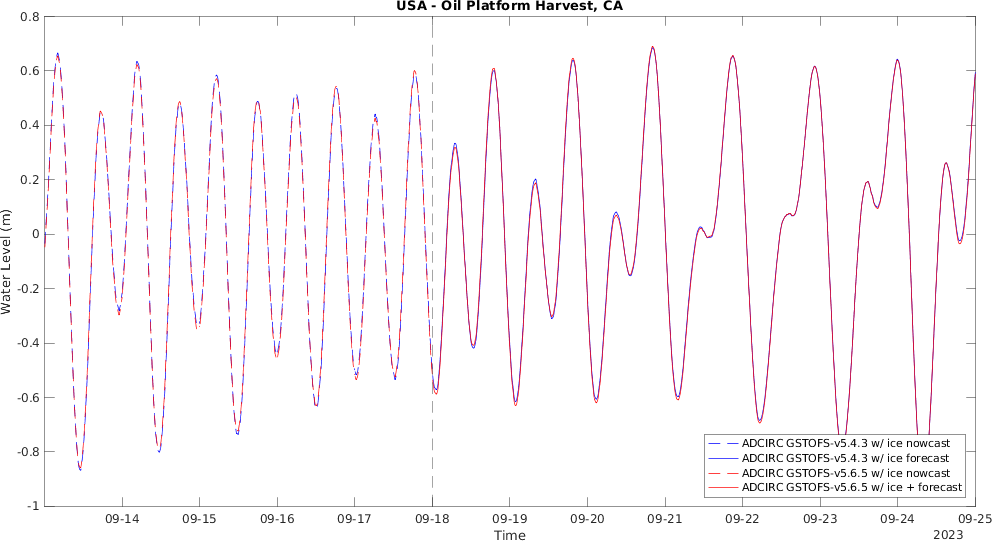 USA - Oil Platform Harvest, CA
Water Level (m)
0.8
0.6
0.4
0.2
0
-0.2
-0.4
-0.6
-0.8
-1
ADCIRC GSTOFS-v5.4.3 w/ ice nowcast
ADCIRC GSTOFS-v5.4.3 w/ ice forecast
ADCIRC GSTOFS-v5.6.5 w/ ice nowcast
ADCIRC GSTOFS-v5.6.5 w/ ice + forecast
09-14 09-15 09-16 09-17 09-18 09-19 09-20 09-21 09-22 09-23 09-24 09-25
Time
2023